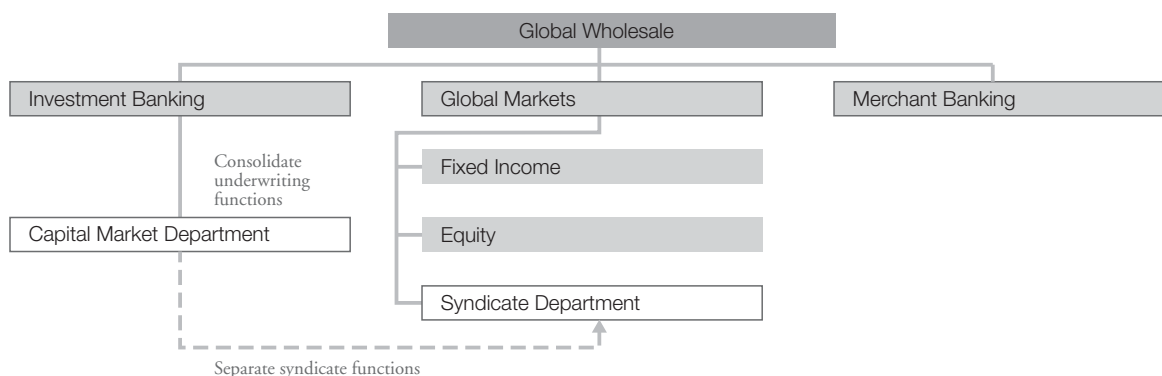 Global Wholesale
Investment Banking
Global Markets
Merchant Banking
Consolidate
underwriting
functions
Fixed Income
Capital Market Department
Equity
Syndicate Department
Separate syndicate functions